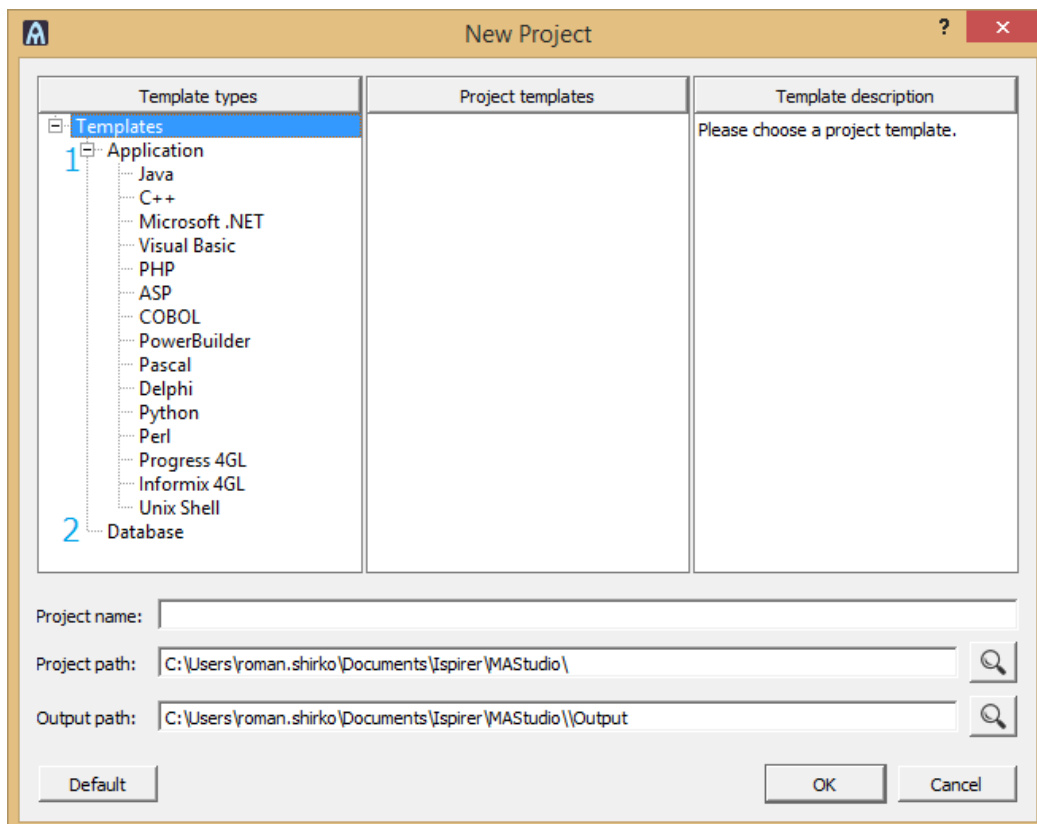 New Project
?
Template types
Project templates
Template description
Templates
Please choose a project template.
1
Application
Java
C++
Microsoft .NET
Visual Basic
PHP
ASP
COBOL
PowerBuilder
Pascal
Delphi
Python
Perl
Progress 4GL
Informix 4GL
Unix Shell
2
Database
Project name:
Project path: C:\Users\roman.shirko\Documents\Ispirer\MAStudio\
Output path: C:\Users\roman.shirko\Documents\Ispirer\MAStudio\\Output
Default
OK
Cancel